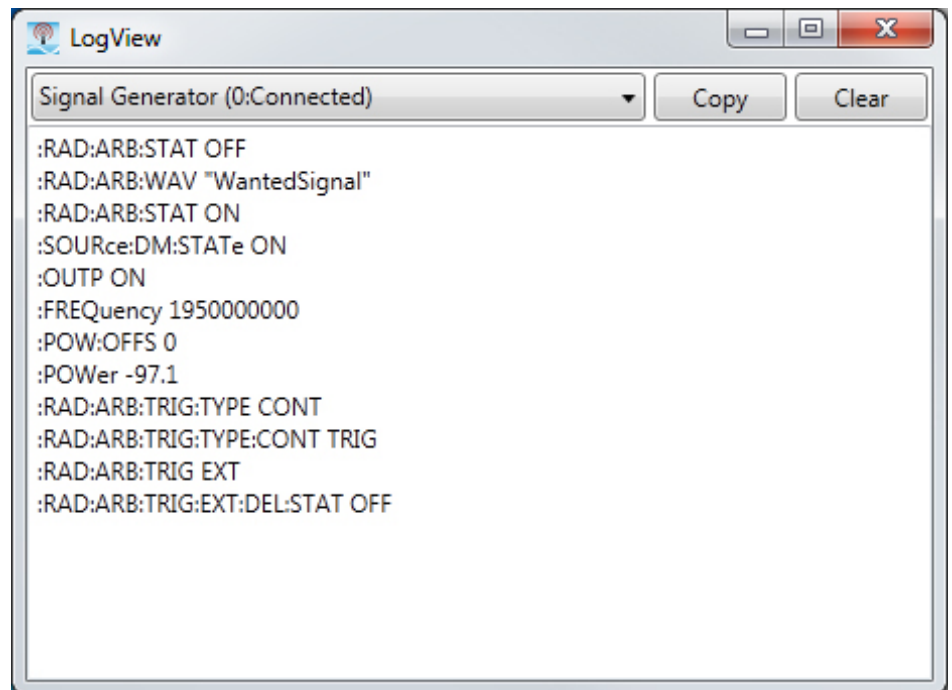 LogView
Signal Generator (0:Connected)
Copy
Clear
:RAD:ARB:STAT OFF
:RAD:ARB:WAV "WantedSignal"
:RAD:ARB:STAT ON
:SOURce:DM:STATe ON
:OUTP ON
:FREQuency 1950000000
:POW:OFFS 0
:POWer -97.1
:RAD:ARB:TRIG:TYPE CONT
:RAD:ARB:TRIG:TYPE:CONT TRIG
:RAD:ARB:TRIG EXT
:RAD:ARB:TRIG:EXT:DEL:STAT OFF